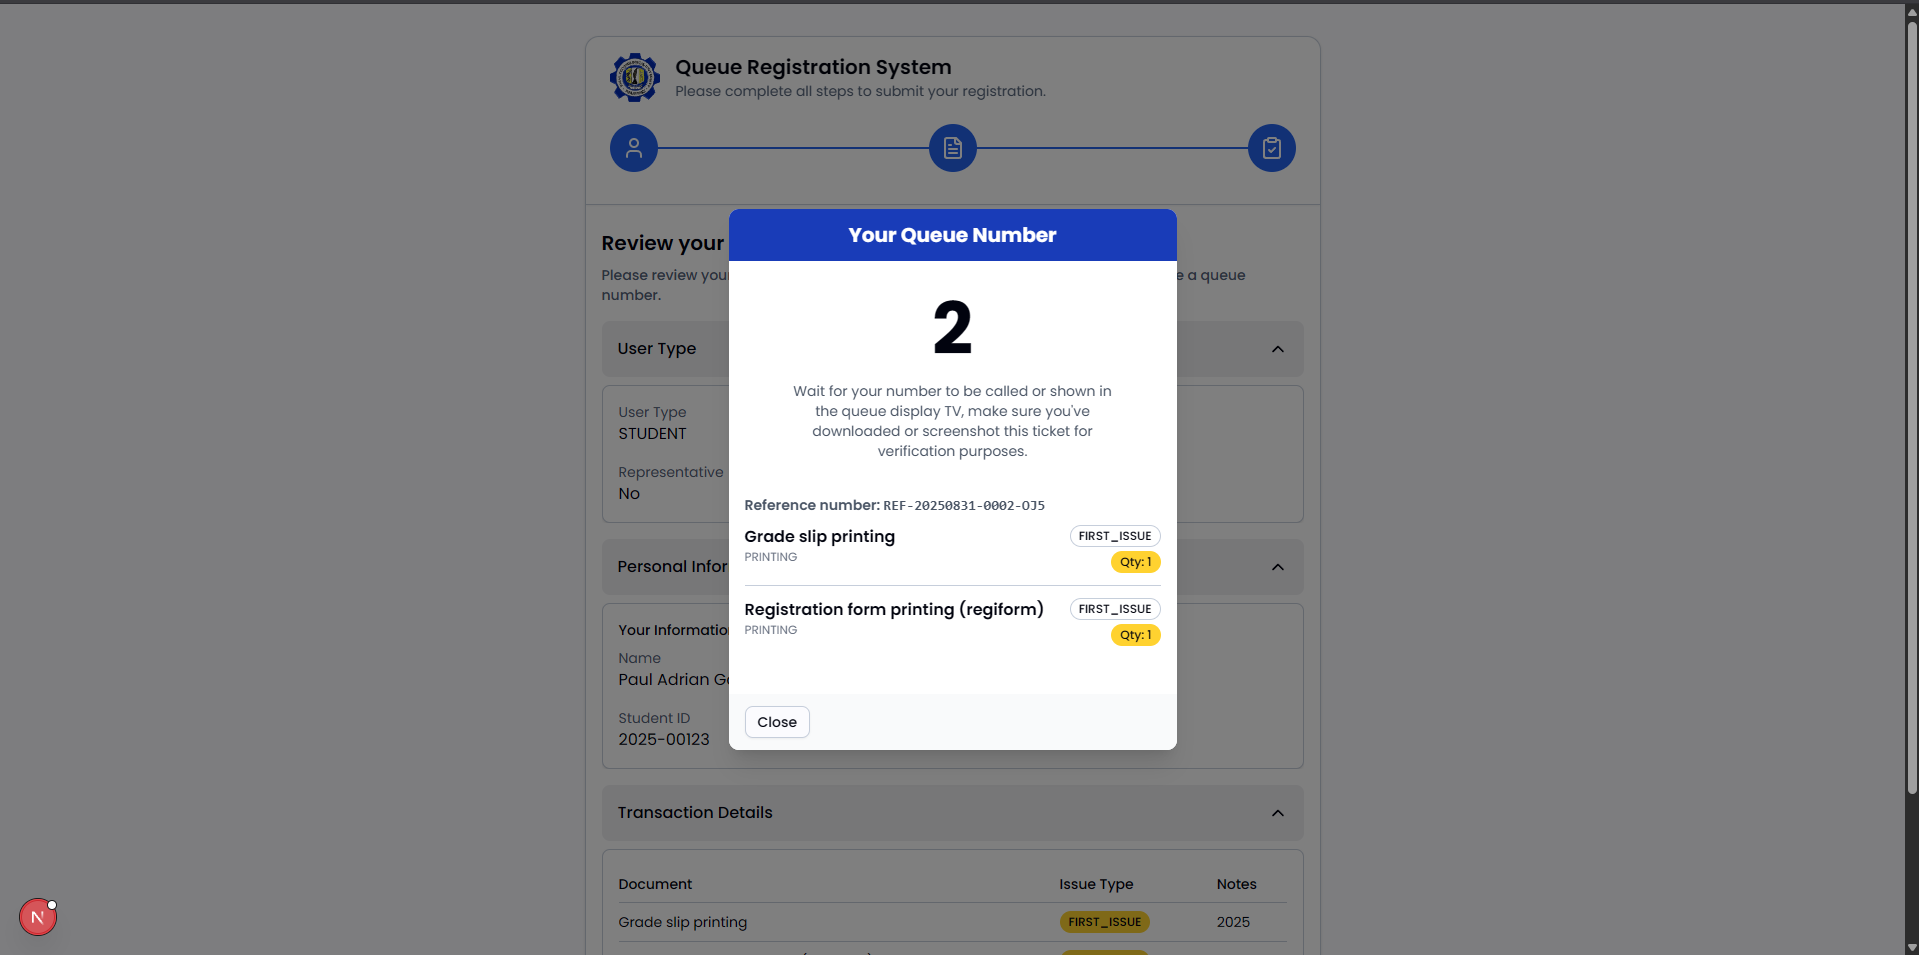 Queue Registration System
Please complete all steps to submit your registration.
Your Queue Number
Review your
Please review your
e a queue
number.
2
Wait for your number to be called or shown in
the queue display TV, make sure you've
downloaded or screenshot this ticket for
verification purposes.
User Type
User Type
STUDENT
Representative
No
Reference number: REF-20250831-0002-OJ5
Grade slip printing
FIRST_ISSUE
PRINTING
Qty: 1
Registration form printing (regiform)
FIRST_ISSUE
PRINTING
Qty: 1
Close
Personal Infor
Your Informatio
Name
Paul Adrian G
Student ID
2025-00123
Transaction Details
Document Issue Type Notes
Grade slip printing FIRST_ISSUE 2025
N